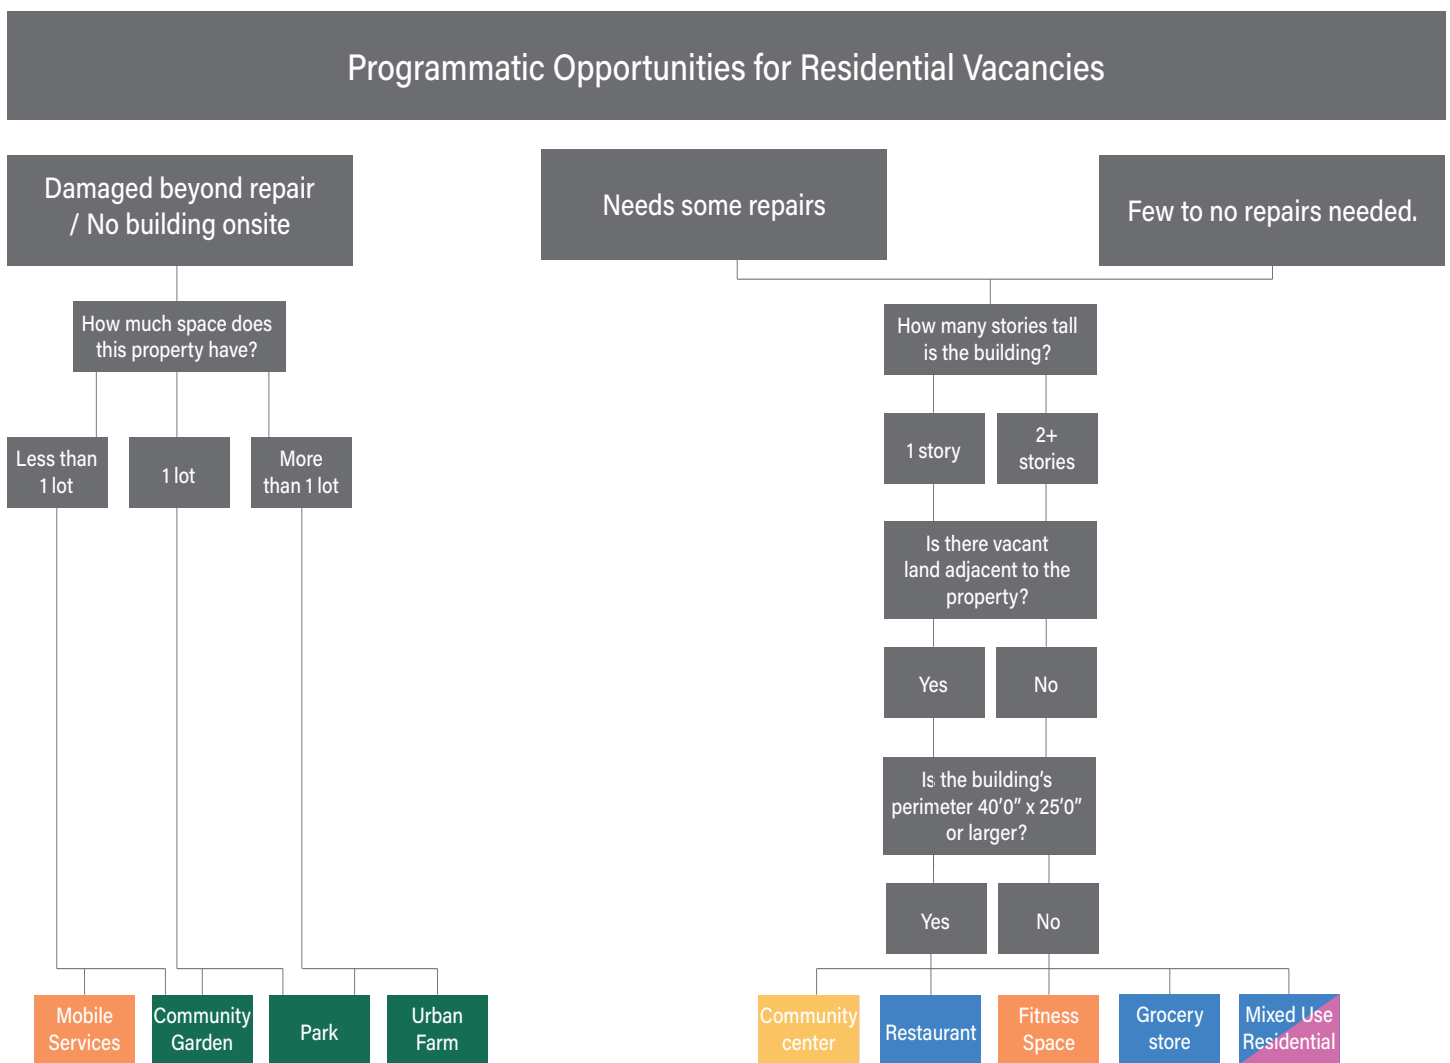 Programmatic Opportunities for Residential Vacancies
Damaged beyond repair
/ No building onsite
Needs some repairs
Few to no repairs needed.
How much space does
this property have?
How many stories tall
is the building?
Less than
1 lot
1 lot
More
than 1 lot
1 story
2+
stories
Is there vacant
land adjacent to the
property?
Yes
No
Is the building's
perimeter 40'0" x 25'0"
or larger?
Yes
No
Mobile
Services
Community
Garden
Park
Urban
Farm
Community
center
Restaurant
Fitness
Space
Grocery
store
Mixed Use
Residential